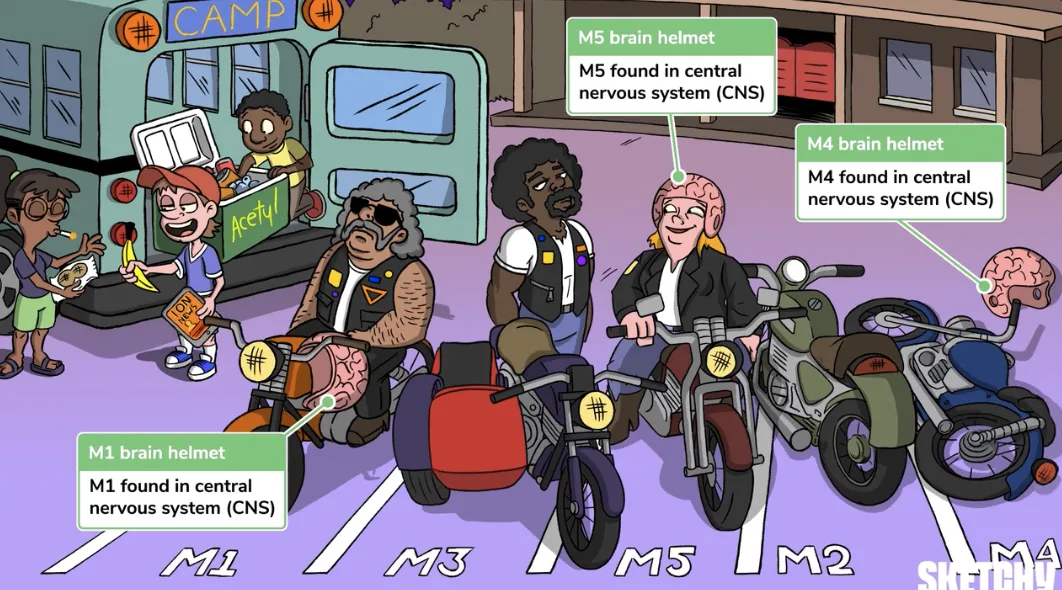 CAMP
M5 brain helmet
M5 found in central
nervous system (CNS)
M4 brain helmet
M4 found in central
nervous system (CNS)
Acetyl
M1 brain helmet
M1 found in central
nervous system (CNS)
M1
M3
M5
M2
M4
SKETCHY